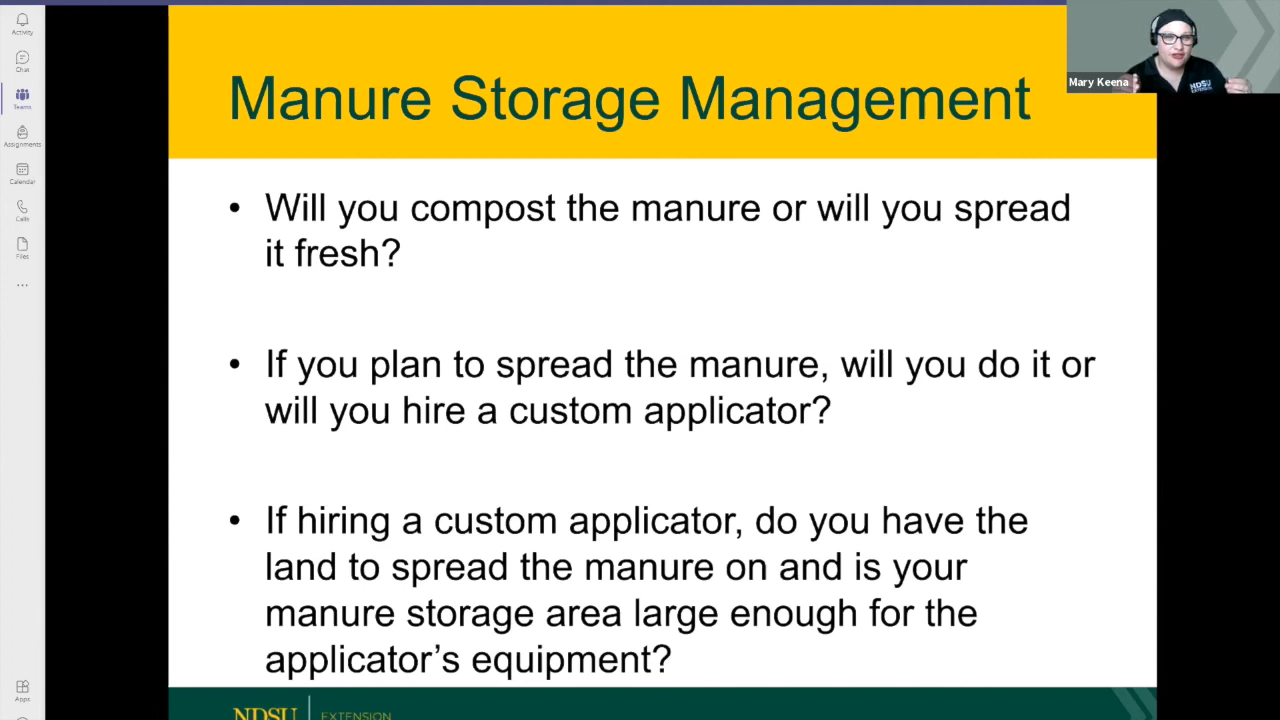 Activity
Chat
Teams
Assignments
Calendar
Calls
Files
Apps
Manure Storage Management
Mary Keena
NDSU
EXTENSION
• Will you compost the manure or will you spread
it fresh?
• If you plan to spread the manure, will you do it or
will you hire a custom applicator?
• If hiring a custom applicator, do you have the
land to spread the manure on and is your
manure storage area large enough for the
applicator’s equipment?
NDSU EXTENSION